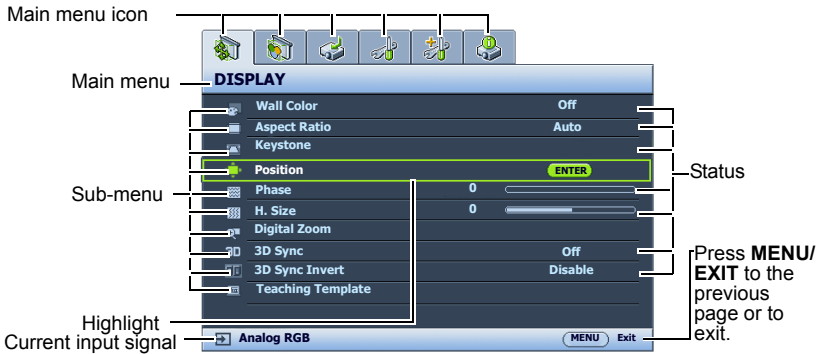 Main menu icon
Main menu
DISPLAY
Wall Color Off
Aspect Ratio Auto
Keystone
Position ENTER
Phase 0
H. Size 0
Digital Zoom
3D 3D Sync Off
3D Sync Invert Disable
Teaching Template
Sub-menu
Status
Highlight
Current input signal
Analog RGB MENU Exit
Press MENU/
EXIT to the
previous
page or to
exit.